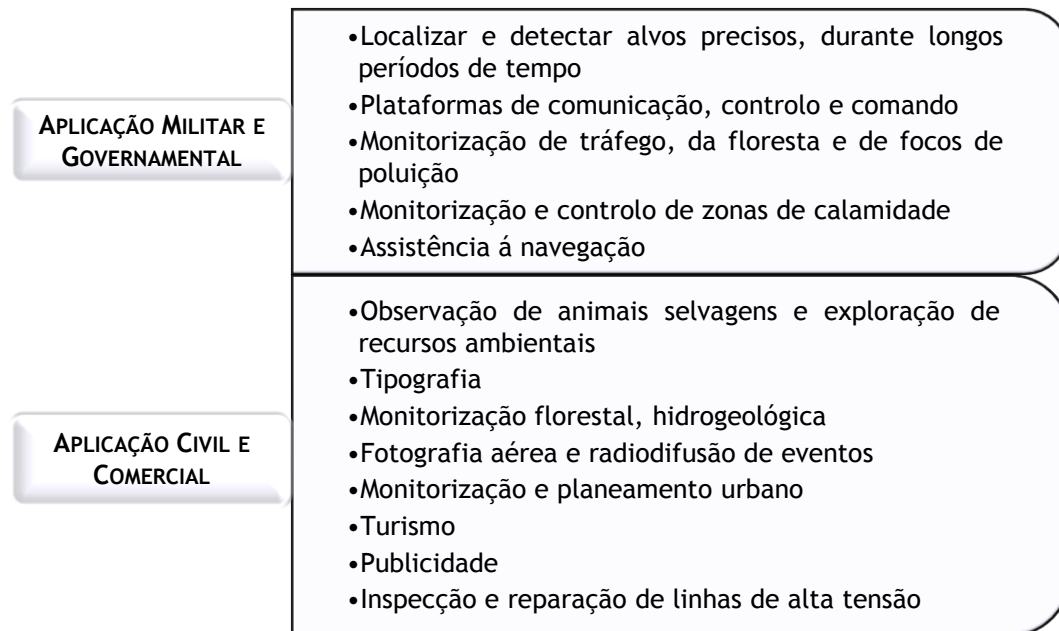 APLICAÇÃO MILITAR E
GOVERNAMENTAL
•Localizar e detectar alvos precisos, durante longos
períodos de tempo
•Plataformas de comunicação, controlo e comando
•Monitorização de tráfego, da floresta e de focos de
poluição
•Monitorização e controlo de zonas de calamidade
•Assistência á navegação
APLICAÇÃO CIVIL E
COMERCIAL
•Observação de animais selvagens e exploração de
recursos ambientais
•Tipografia
•Monitorização florestal, hidrogeológica
•Fotografia aérea e radiodifusão de eventos
•Monitorização e planeamento urbano
•Turismo
•Publicidade
•Inspecção e reparação de linhas de alta tensão